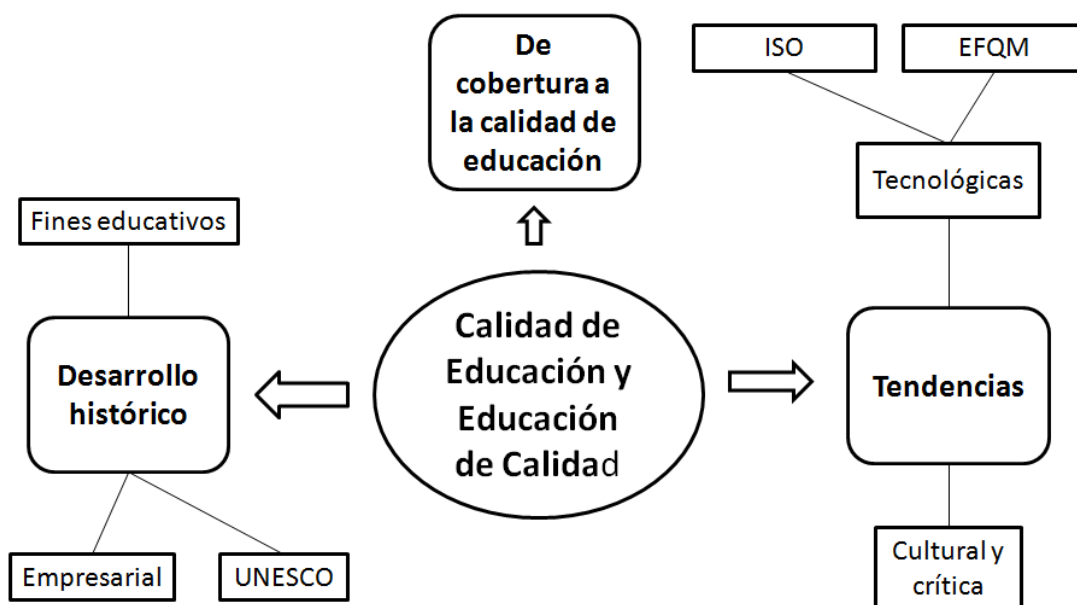 De
cobertura a
la calidad de
educación
ISO
EFQM
Tecnológicas
Fines educativos
Calidad de
Educación y
Educación
de Calidad
Desarrollo
histórico
Tendencias
Empresarial
UNESCO
Cultural y
crítica